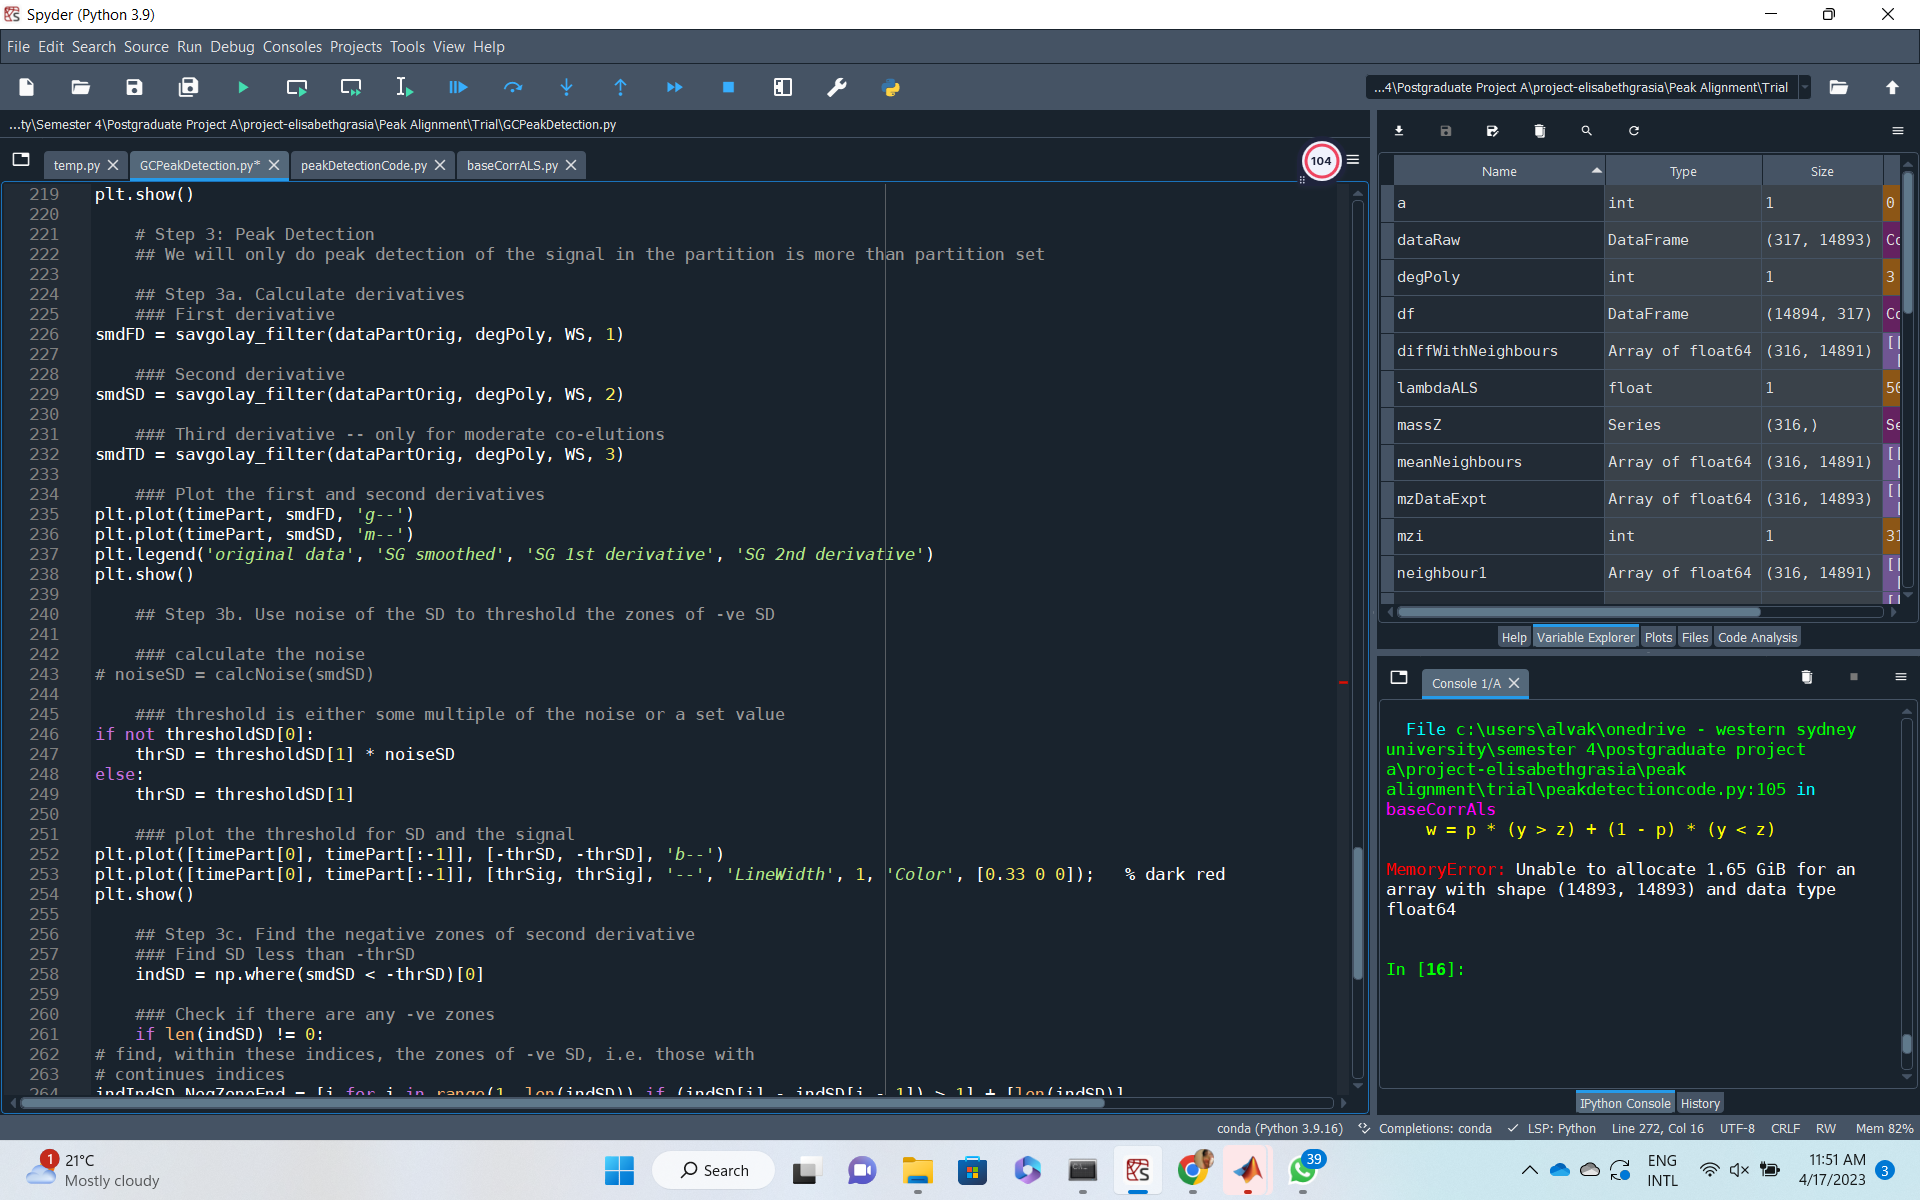 Spyder (Python 3.9)
File Edit Search Source Run Debug Consoles Projects Tools View Help
...4\Postgraduate Project A\project-elisabethgrasia\Peak Alignment\Trial
...ty\Semester 4\Postgraduate Project A\project-elisabethgrasia\Peak Alignment\Trial\GCPeakDetection.py
temp.py GCPeakDetection.py* peakDetectionCode.py baseCorrALS.py
104
219 plt.show()
220
221 # Step 3: Peak Detection
222 ## We will only do peak detection of the signal in the partition is more than partition set
223
224 ## Step 3a. Calculate derivatives
225 ### First derivative
226 smdFD = savgolay_filter(dataPartOrig, degPoly, WS, 1)
227
228 ### Second derivative
229 smdSD = savgolay_filter(dataPartOrig, degPoly, WS, 2)
230
231 ### Third derivative -- only for moderate co-elutions
232 smdTD = savgolay_filter(dataPartOrig, degPoly, WS, 3)
233
234 ### Plot the first and second derivatives
235 plt.plot(timePart, smdFD, 'g--')
236 plt.plot(timePart, smdSD, 'm--')
237 plt.legend('original data', 'SG smoothed', 'SG 1st derivative', 'SG 2nd derivative')
238 plt.show()
239
240 ## Step 3b. Use noise of the SD to threshold the zones of -ve SD
241
242 ### calculate the noise
243 # noiseSD = calcNoise(smdSD)
244
245 ### threshold is either some multiple of the noise or a set value
246 if not thresholdSD[0]:
247 thrSD = thresholdSD[1] * noiseSD
248 else:
249 thrSD = thresholdSD[1]
250
251 ### plot the threshold for SD and the signal
252 plt.plot([timePart[0], timePart[:-1]], [-thrSD, -thrSD], 'b--')
253 plt.plot([timePart[0], timePart[:-1]], [thrSig, thrSig], '--', 'LineWidth', 1, 'Color', [0.33 0 0]); % dark red
254 plt.show()
255
256 ## Step 3c. Find the negative zones of second derivative
257 ### Find SD less than -thrSD
258 indSD = np.where(smdSD < -thrSD)[0]
259
260 ### Check if there are any -ve zones
261 if len(indSD) != 0:
262 # find, within these indices, the zones of -ve SD, i.e. those with
263 # continues indices
264 indIndSD_NegZoneEnd = [i for i in range(1, len(indSD)) if (indSD[i] - indSD[i - 1]) > 1] + [len(indSD)]
Name Type Size
a int 1 0
dataRaw DataFrame (317, 14893) Co
degPoly int 1 3
df DataFrame (14894, 317) Co
diffWithNeighbours Array of float64 (316, 14891) [[
lambdaALS float 1 50
massZ Series (316,) Se
meanNeighbours Array of float64 (316, 14891) [[
mzDataExpt Array of float64 (316, 14893) [[
mzi int 1 31
neighbour1 Array of float64 (316, 14891) [[
Help Variable Explorer Plots Files Code Analysis
Console 1/A
File c:\users\alvak\onedrive - western sydney
university\semester 4\postgraduate project
a\project-elisabethgrasia\peak
alignment\trial\peakdetectioncode.py:105 in
baseCorrAls
w = p * (y > z) + (1 - p) * (y < z)
MemoryError: Unable to allocate 1.65 GiB for an
array with shape (14893, 14893) and data type
float64
In [16]:
IPython Console History
conda (Python 3.9.16) Completions: conda LSP: Python Line 272, Col 16 UTF-8 CRLF RW Mem 82%
1 21°C
Mostly cloudy
Search
39
ENG
INTL
11:51 AM
4/17/2023
3